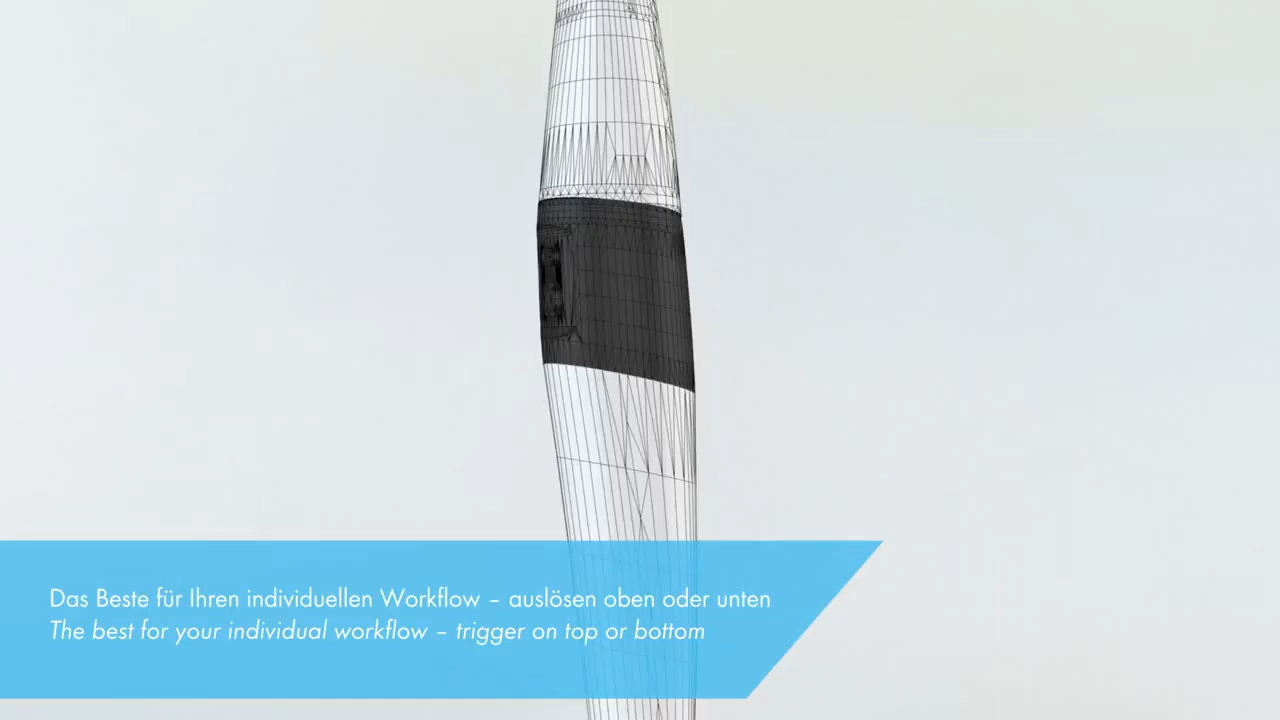 Das Beste für Ihren individuellen Workflow – auslösen oben oder unten
The best for your individual workflow – trigger on top or bottom